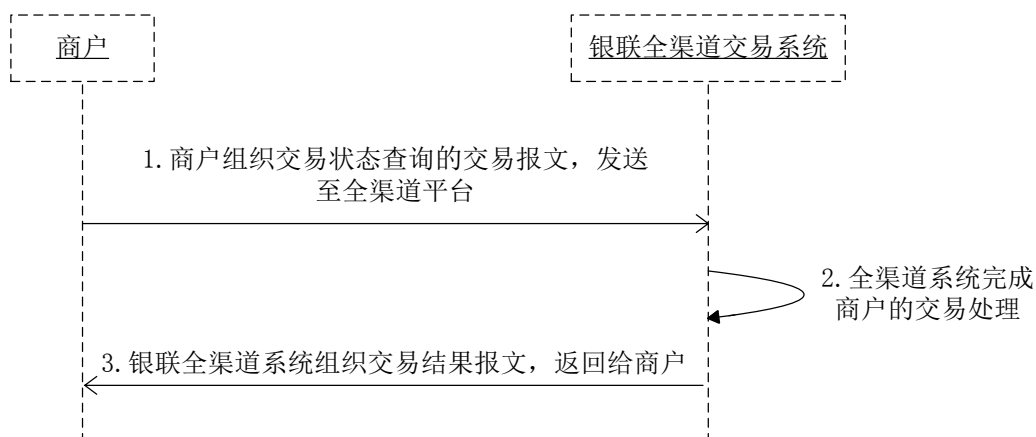 商户
银联全渠道交易系统
1.商户组织交易状态查询的交易报文，发送
至全渠道平台
2.全渠道系统完成
商户的交易处理
3.银联全渠道系统组织交易结果报文，返回给商户